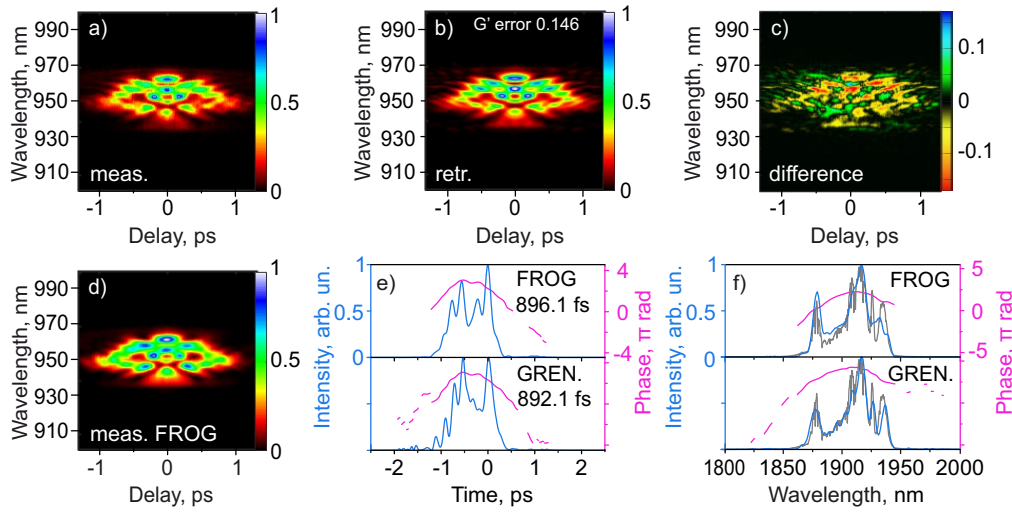 a)
meas.
Wavelength, nm
990
970
950
930
910
-1
0
1
Delay, ps
1
0.5
0
b)
G' error 0.146
retr.
Wavelength, nm
990
970
950
930
910
-1
0
1
Delay, ps
1
0.5
0
c)
difference
Wavelength, nm
990
970
950
930
910
-1
0
1
Delay, ps
0.1
0
-0.1
d)
meas. FROG
Wavelength, nm
990
970
950
930
910
-1
0
1
Delay, ps
1
0.5
0
e)
FROG
896.1 fs
GREN.
892.1 fs
Intensity, arb. un.
1
0.5
0
1
Phase, π rad
4
0
-4
-2
-1
0
1
2
Time, ps
f)
FROG
GREN.
Intensity, arb. un.
1
0.5
0
1
Phase, π rad
5
0
-5
1800
1850
1900
1950
2000
Wavelength, nm